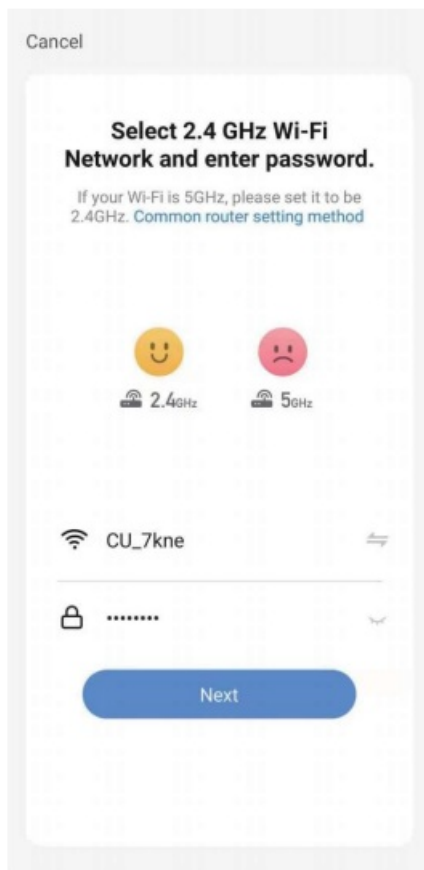 Cancel
Select 2.4 GHz Wi-Fi
Network and enter password.
If your Wi-Fi is 5GHz, please set it to be
2.4GHz. Common router setting method
2.4GHz 5GHz
CU_7kne
••••••••
Next